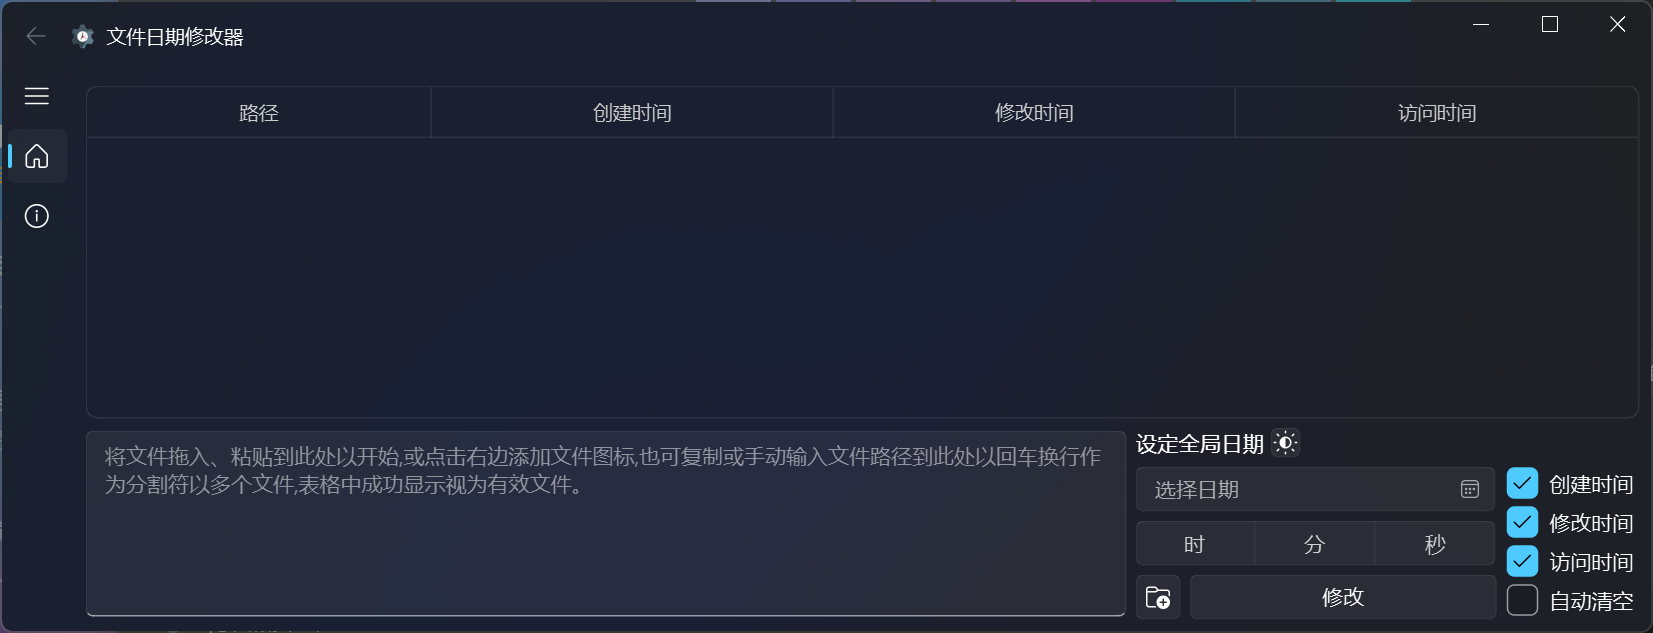 文件日期修改器
路径
创建时间
修改时间
访问时间
将文件拖入、粘贴到此处以开始,或点击右边添加文件图标,也可复制或手动输入文件路径到此处以回车换行作
为分割符以多个文件,表格中成功显示视为有效文件。
设定全局日期
选择日期
时
分
秒
修改
创建时间
修改时间
访问时间
自动清空